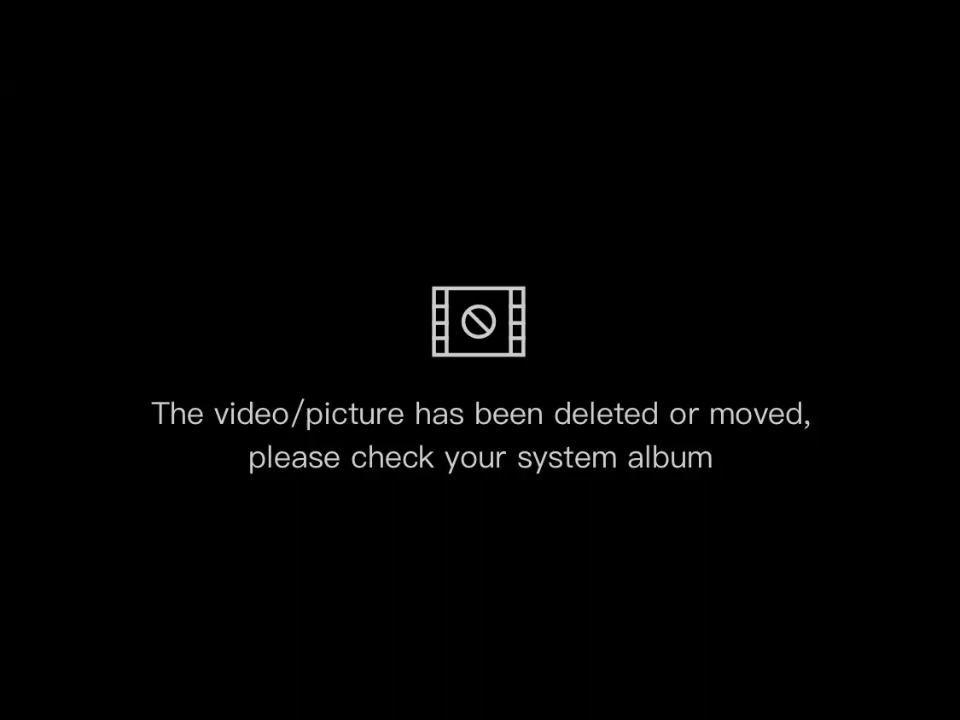 The video/picture has been deleted or moved,
please check your system album